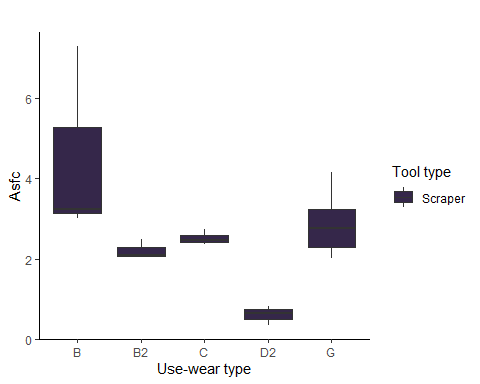 Asfc
6
4
2
0
B B2 C D2 G
Use-wear type
Tool type
Scraper